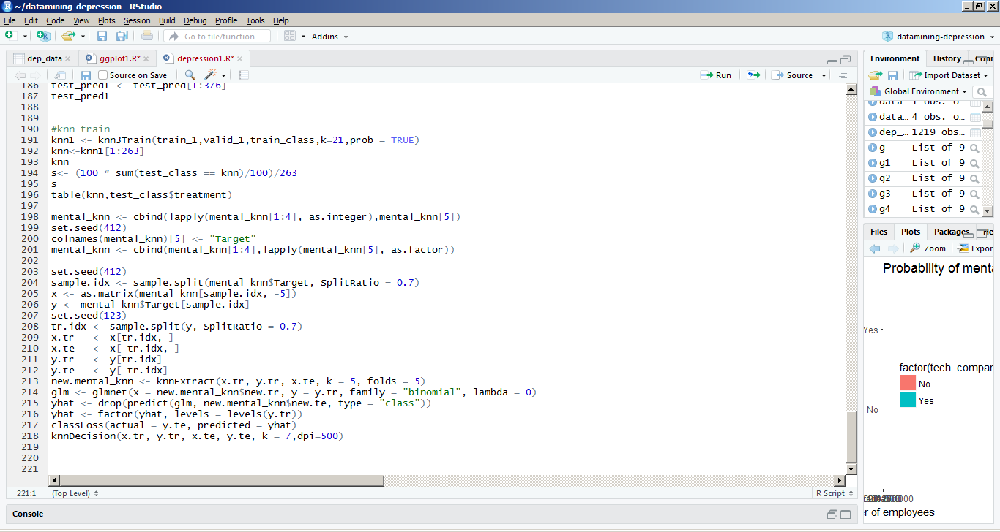 ~/datamining-depression - RStudio
File Edit Code View Plots Session Build Debug Profile Tools Help
Go to file/function Addins datamining-depression
dep_data ggplot1.R* depression1.R*
Source on Save Run Source
186 test_pred1 <- test_pred[1:376]
187 test_pred1
188
189
190 #knn train
191 knn1 <- knn3Train(train_1,valid_1,train_class,k=21,prob = TRUE)
192 knn<-knn1[1:263]
193 knn
194 s<- (100 * sum(test_class == knn)/100)/263
195 s
196 table(knn,test_class$treatment)
197
198 mental_knn <- cbind(lapply(mental_knn[1:4], as.integer),mental_knn[5])
199 set.seed(412)
200 colnames(mental_knn)[5] <- "Target"
201 mental_knn <- cbind(mental_knn[1:4],lapply(mental_knn[5], as.factor))
202
203 set.seed(412)
204 sample.idx <- sample.split(mental_knn$Target, SplitRatio = 0.7)
205 x <- as.matrix(mental_knn[sample.idx, -5])
206 y <- mental_knn$Target[sample.idx]
207 set.seed(123)
208 tr.idx <- sample.split(y, SplitRatio = 0.7)
209 x.tr   <- x[tr.idx, ]
210 x.te   <- x[-tr.idx, ]
211 y.tr   <- y[tr.idx]
212 y.te   <- y[-tr.idx]
213 new.mental_knn <- knnExtract(x.tr, y.tr, x.te, k = 5, folds = 5)
214 glm <- glmnet(x = new.mental_knn$new.tr, y = y.tr, family = "binomial", lambda = 0)
215 yhat <- drop(predict(glm, new.mental_knn$new.te, type = "class"))
216 yhat <- factor(yhat, levels = levels(y.tr))
217 classLoss(actual = y.te, predicted = yhat)
218 knnDecision(x.tr, y.tr, x.te, y.te, k = 7,dpi=500)
219
220
221
221:1 (Top Level) R Script
Console
Environment History Conn
Import Dataset
Global Environment
data… 1 obs. o…
data… 4 obs. o…
dep_… 1219 obs…
g List of 9
g1 List of 9
g2 List of 9
g3 List of 9
g4 List of 9
Files Plots Packages He
Zoom Expor
Probability of menta
Yes
No
factor(tech_compar
No
Yes
r of employees